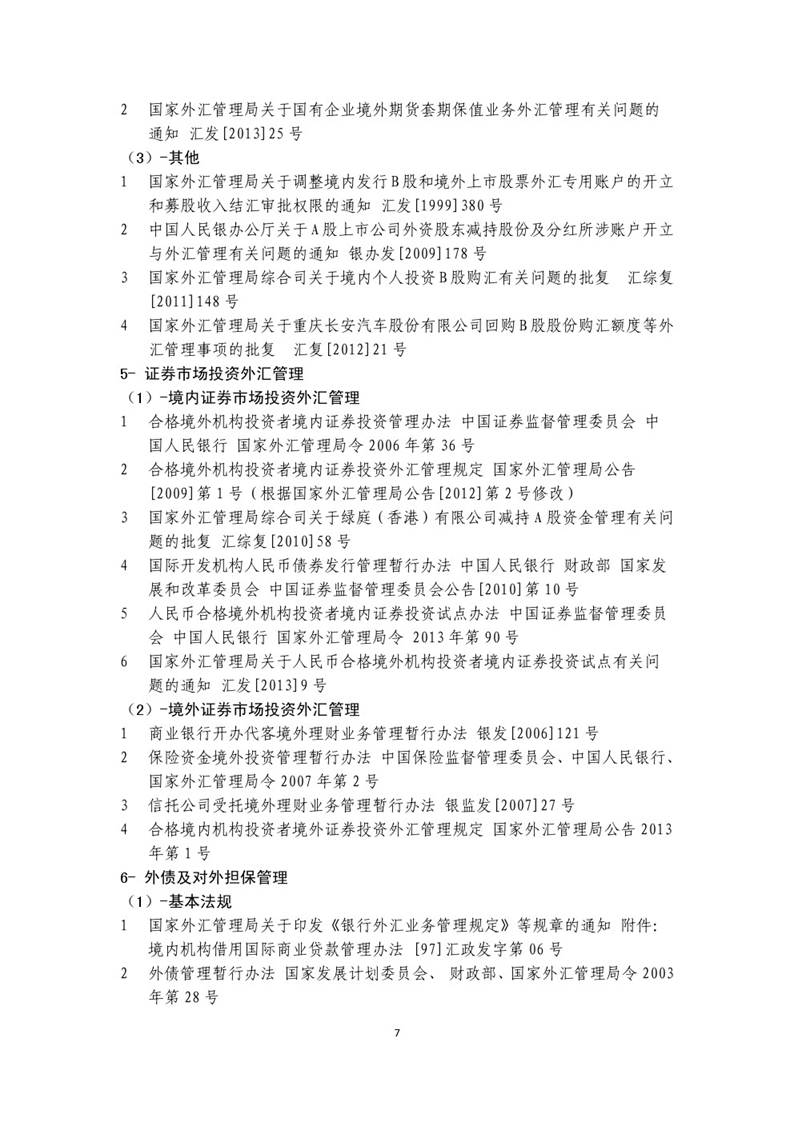 2 国家外汇管理局关于国有企业境外期货套期保值业务外汇管理有关问题的
通知 汇发[2013]25 号
（3）-其他
1 国家外汇管理局关于调整境内发行 B 股和境外上市股票外汇专用账户的开立
和募股收入结汇审批权限的通知 汇发[1999]380 号
2 中国人民银办公厅关于 A 股上市公司外资股东减持股份及分红所涉账户开立
与外汇管理有关问题的通知 银办发[2009]178 号
3 国家外汇管理局综合司关于境内个人投资 B 股购汇有关问题的批复 汇综复
[2011]148 号
4 国家外汇管理局关于重庆长安汽车股份有限公司回购 B 股股份购汇额度等外
汇管理事项的批复 汇复[2012]21 号
5- 证券市场投资外汇管理
（1）-境内证券市场投资外汇管理
1 合格境外机构投资者境内证券投资管理办法 中国证券监督管理委员会 中
国人民银行 国家外汇管理局令 2006 年第 36 号
2 合格境外机构投资者境内证券投资外汇管理规定 国家外汇管理局公告
[2009]第 1 号（根据国家外汇管理局公告[2012]第 2 号修改）
3 国家外汇管理局综合司关于绿庭（香港）有限公司减持 A 股资金管理有关问
题的批复 汇综复[2010]58 号
4 国际开发机构人民币债券发行管理暂行办法 中国人民银行 财政部 国家发
展和改革委员会 中国证券监督管理委员会公告[2010]第 10 号
5 人民币合格境外机构投资者境内证券投资试点办法 中国证券监督管理委员
会 中国人民银行 国家外汇管理局令 2013 年第 90 号
6 国家外汇管理局关于人民币合格境外机构投资者境内证券投资试点有关问
题的通知 汇发[2013]9 号
（2）-境外证券市场投资外汇管理
1 商业银行开办代客境外理财业务管理暂行办法 银发[2006]121 号
2 保险资金境外投资管理暂行办法 中国保险监督管理委员会、中国人民银行、
国家外汇管理局令 2007 年第 2 号
3 信托公司受托境外理财业务管理暂行办法 银监发[2007]27 号
4 合格境内机构投资者境外证券投资外汇管理规定 国家外汇管理局公告 2013
年第 1 号
6- 外债及对外担保管理
（1）-基本法规
1 国家外汇管理局关于印发《银行外汇业务管理规定》等规章的通知 附件：
境内机构借用国际商业贷款管理办法 [97]汇政发字第 06 号
2 外债管理暂行办法 国家发展计划委员会、 财政部、国家外汇管理局令 2003
年第 28 号
7